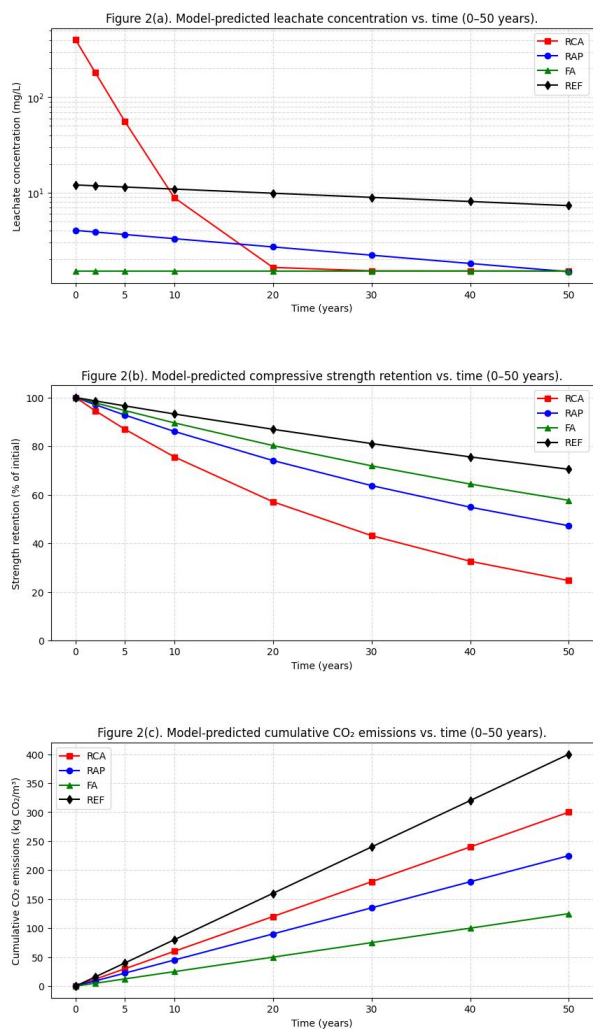 Figure 2(a). Model-predicted leachate concentration vs. time (0–50 years).
RCA
RAP
FA
REF
Leachate concentration (mg/L)
10²
10¹
0
5
10
20
30
40
50
Time (years)
Figure 2(b). Model-predicted compressive strength retention vs. time (0–50 years).
RCA
RAP
FA
REF
Strength retention (% of initial)
100
80
60
40
20
0
0
5
10
20
30
40
50
Time (years)
Figure 2(c). Model-predicted cumulative CO₂ emissions vs. time (0–50 years).
RCA
RAP
FA
REF
Cumulative CO₂ emissions (kg CO₂/m³)
400
350
300
250
200
150
100
50
0
0
5
10
20
30
40
50
Time (years)